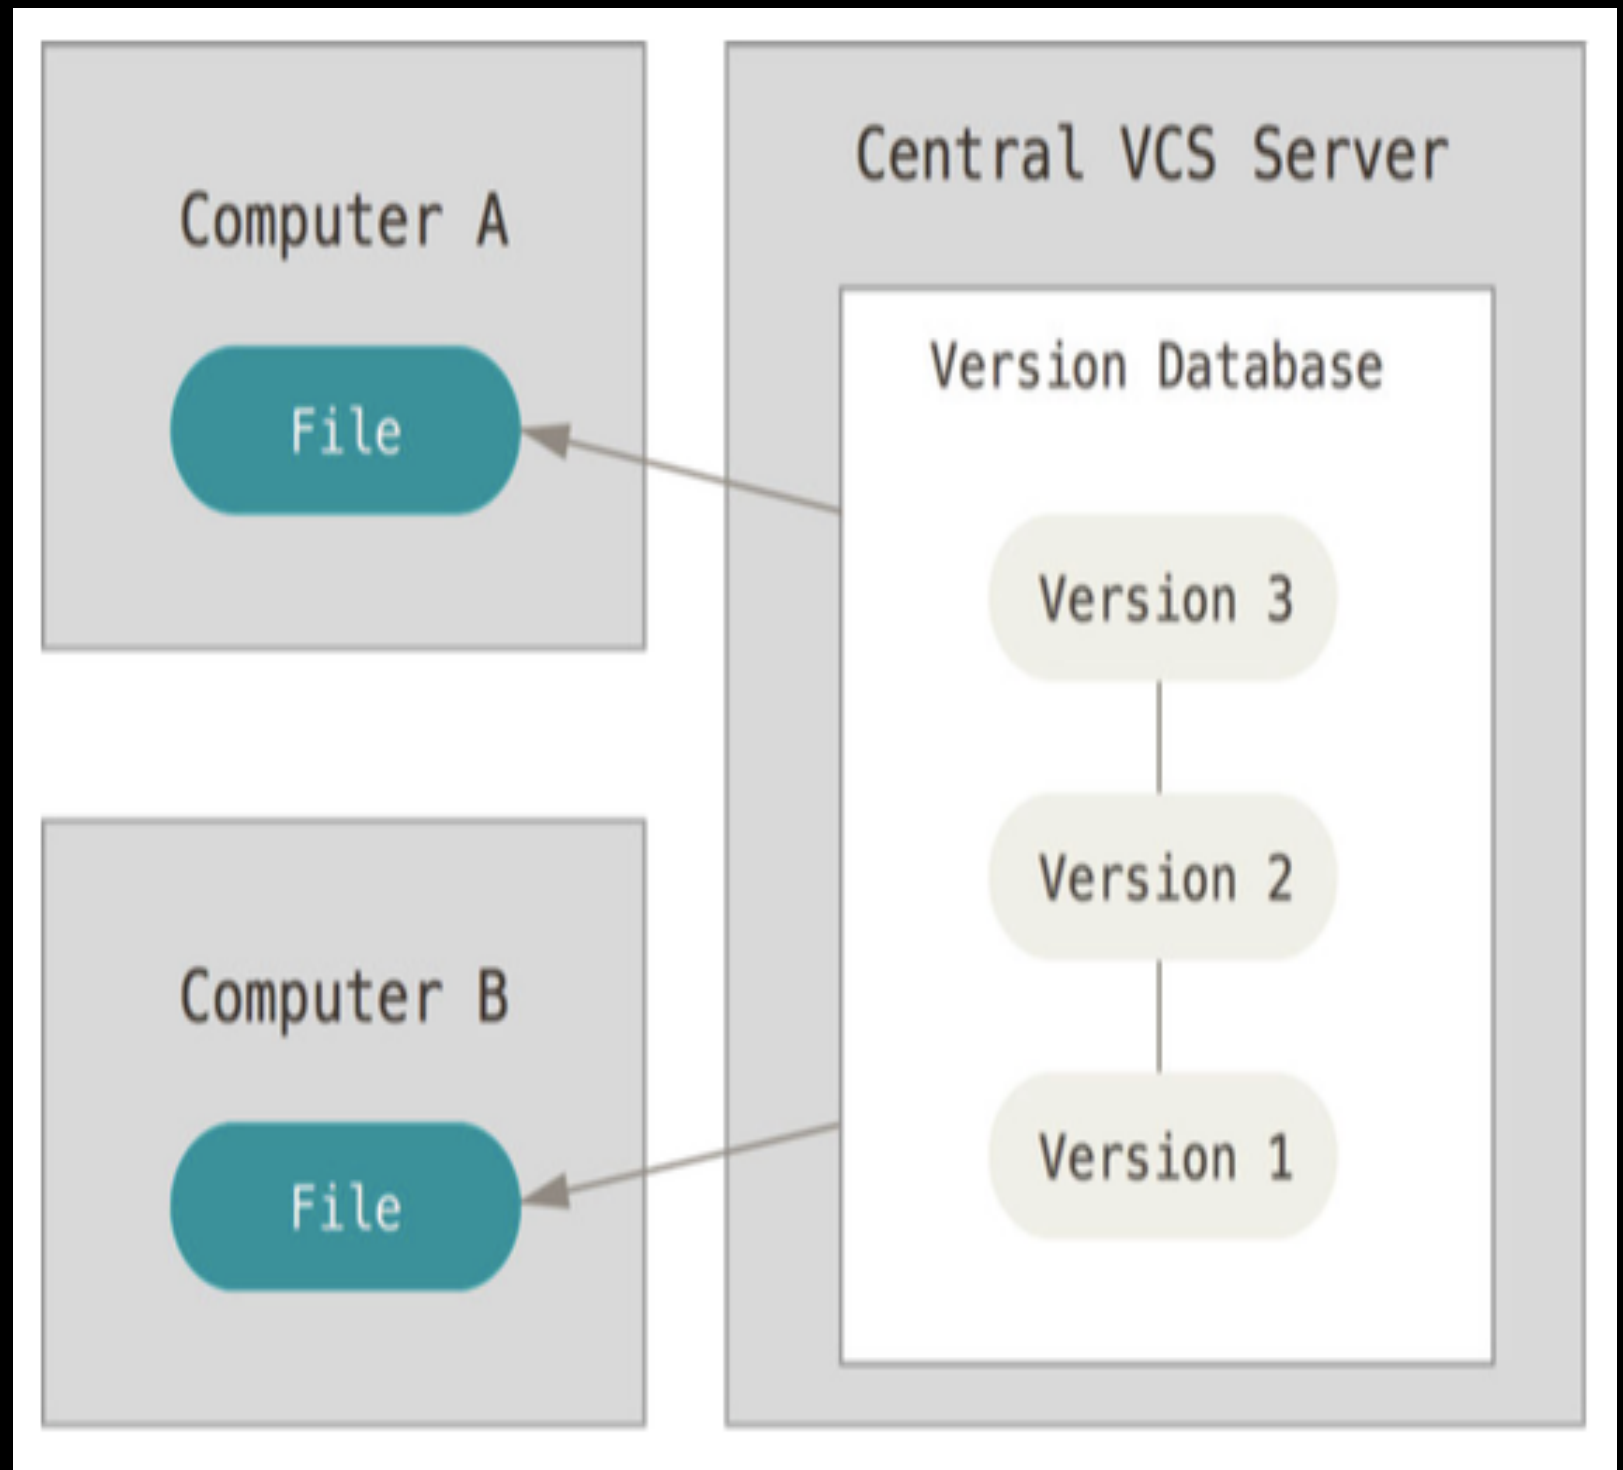 Computer A
File
Computer B
File
Central VCS Server
Version Database
Version 3
Version 2
Version 1